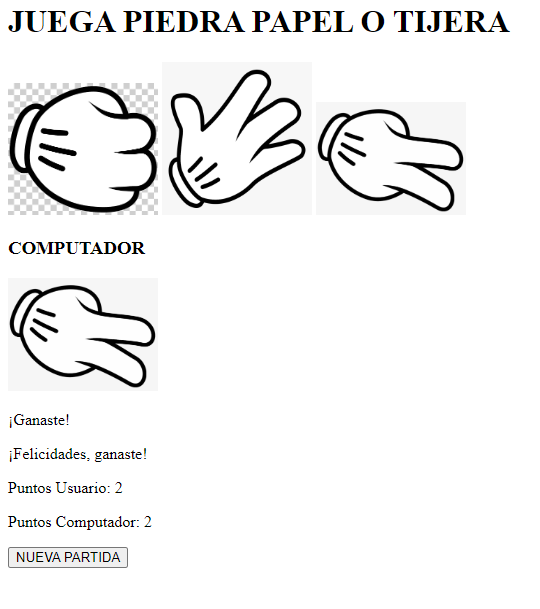 JUEGA PIEDRA PAPEL O TIJERA
COMPUTADOR
¡Ganaste!
¡Felicidades, ganaste!
Puntos Usuario: 2
Puntos Computador: 2
NUEVA PARTIDA